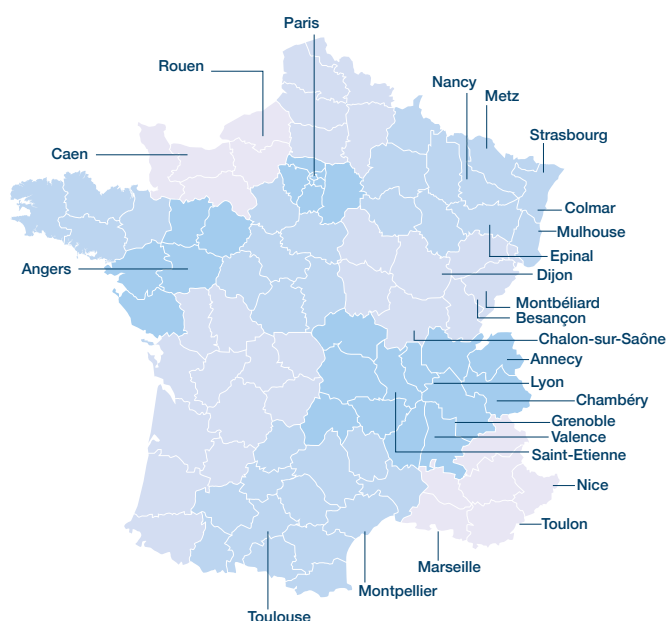 Paris
Rouen
Nancy
Metz
Strasbourg
Caen
Colmar
Mulhouse
Epinal
Angers
Dijon
Montbéliard
Besançon
Chalon-sur-Saône
Annecy
Lyon
Chambéry
Grenoble
Valence
Saint-Etienne
Nice
Toulon
Marseille
Montpellier
Toulouse